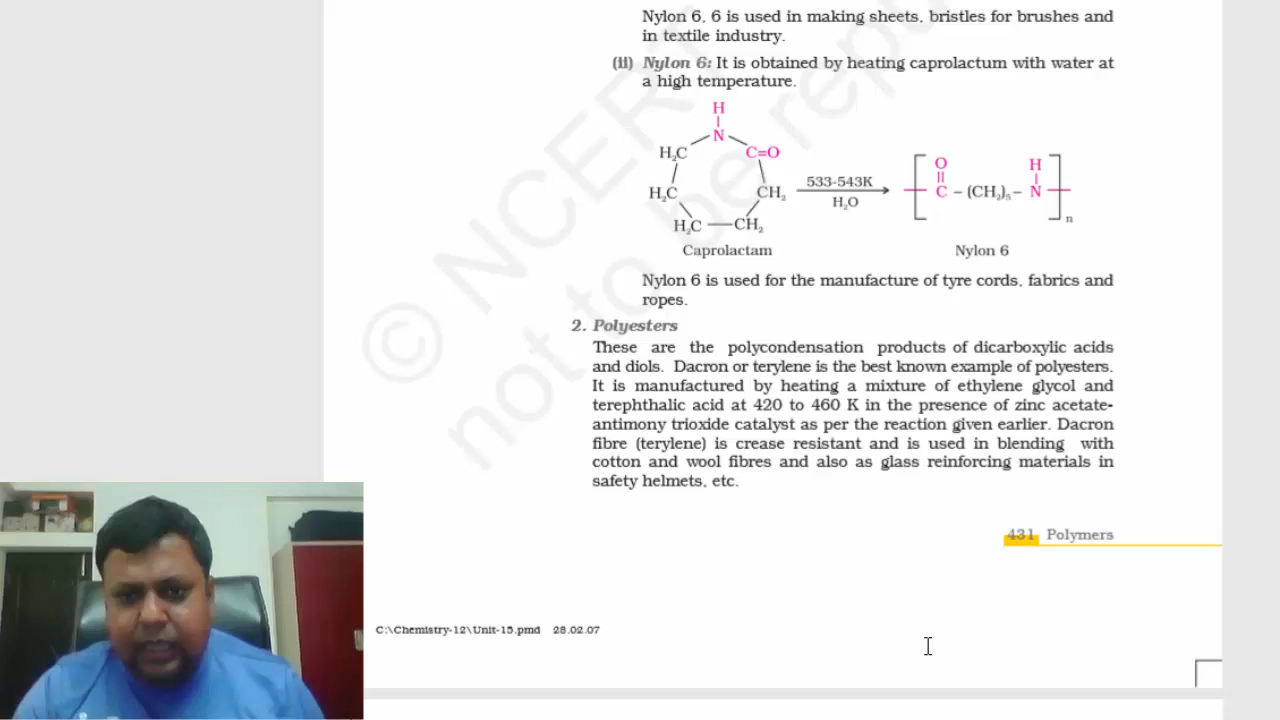 Nylon 6, 6 is used in making sheets, bristles for brushes and
in textile industry.
(ii) Nylon 6: It is obtained by heating caprolactum with water at
a high temperature.
H
N
H₂C C=O
H₂C CH₂
H₂C CH₂
Caprolactam
533-543K
H₂O
O H
C – (CH₂)₅ – N
n
Nylon 6
Nylon 6 is used for the manufacture of tyre cords, fabrics and
ropes.
2. Polyesters
These are the polycondensation products of dicarboxylic acids
and diols. Dacron or terylene is the best known example of polyesters.
It is manufactured by heating a mixture of ethylene glycol and
terephthalic acid at 420 to 460 K in the presence of zinc acetate-
antimony trioxide catalyst as per the reaction given earlier. Dacron
fibre (terylene) is crease resistant and is used in blending with
cotton and wool fibres and also as glass reinforcing materials in
safety helmets, etc.
431 Polymers
C:\Chemistry-12\Unit-15.pmd 28.02.07
© NCERT
not to be repu